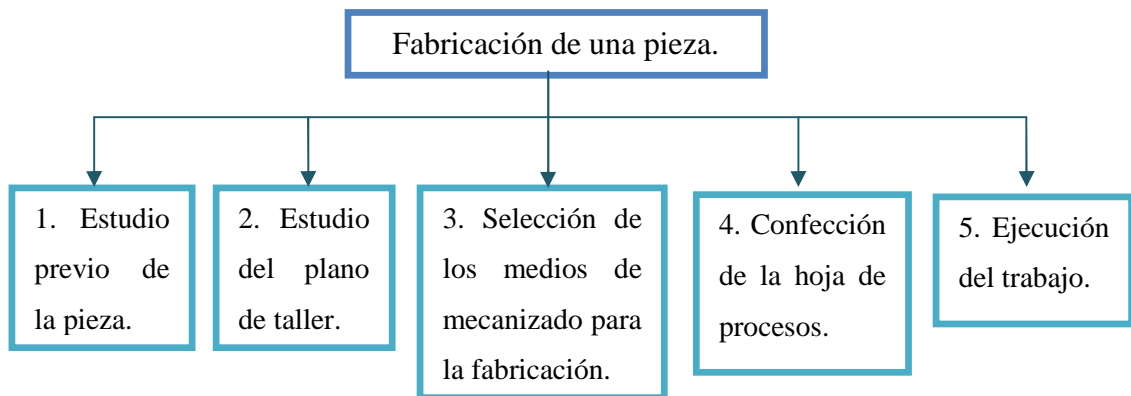 Fabricación de una pieza.
1. Estudio
previo de
la pieza.
2. Estudio
del plano
de taller.
3. Selección de
los medios de
mecanizado para
la fabricación.
4. Confección
de la hoja de
procesos.
5. Ejecución
del trabajo.